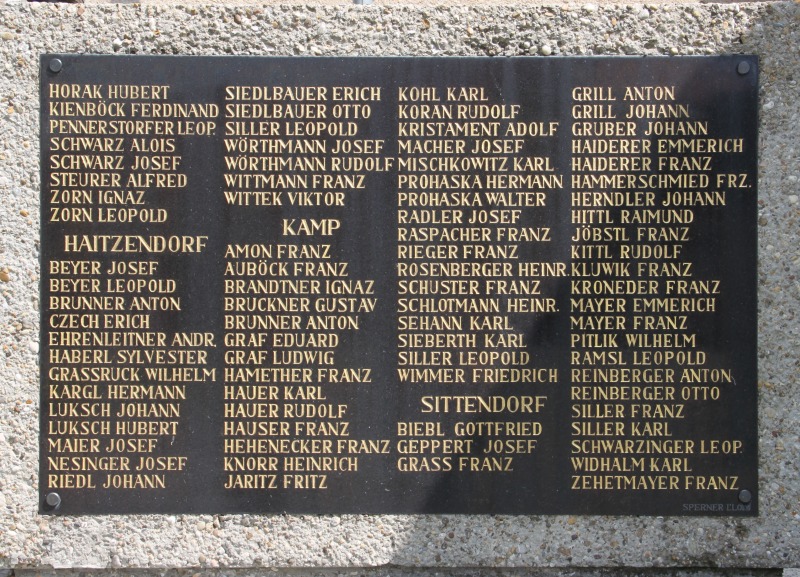 HORAK HUBERT
KIENBÖCK FERDINAND
PENNERSTORFER LEOP.
SCHWARZ ALOIS
SCHWARZ JOSEF
STEURER ALFRED
ZORN IGNAZ
ZORN LEOPOLD
HAITZENDORF
BEYER JOSEF
BEYER LEOPOLD
BRUNNER ANTON
CZECH ERICH
EHRENLEITNER ANDR.
HABERL SYLVESTER
GRASSRUCK WILHELM
KARGL HERMANN
LUKSCH JOHANN
LUKSCH HUBERT
MAIER JOSEF
NESINGER JOSEF
RIEDL JOHANN
SIEDLBAUER ERICH
SIEDLBAUER OTTO
SILLER LEOPOLD
WÖRTHMANN JOSEF
WÖRTHMANN RUDOLF
WITTMANN FRANZ
WITTEK VIKTOR
KAMP
AMON FRANZ
AUBÖCK FRANZ
BRANDTNER IGNAZ
BRUCKNER GUSTAV
BRUNNER ANTON
GRAF EDUARD
GRAF LUDWIG
HAMETHER FRANZ
HAUER KARL
HAUER RUDOLF
HAUSER FRANZ
HEHENECKER FRANZ
KNORR HEINRICH
JARITZ FRITZ
KOHL KARL
KORAN RUDOLF
KRISTAMENT ADOLF
MACHER JOSEF
MISCHKOWITZ KARL
PROHASKA HERMANN
PROHASKA WALTER
RADLER JOSEF
RASPACHER FRANZ
RIEGER FRANZ
ROSENBERGER HEINR.
SCHUSTER FRANZ
SCHLOTMANN HEINR.
SEHANN KARL
SIEBERTH KARL
SILLER LEOPOLD
WIMMER FRIEDRICH
SITTENDORF
BIEBL GOTTFRIED
GEPPERT JOSEF
GRASS FRANZ
GRILL ANTON
GRILL JOHANN
GRUBER JOHANN
HAIDERER EMMERICH
HAIDERER FRANZ
HAMMERSCHMIED FRZ.
HERNDLER JOHANN
HITTL RAIMUND
JÖBSTL FRANZ
KITTL RUDOLF
KLUWIK FRANZ
KRONEDER FRANZ
MAYER EMMERICH
MAYER FRANZ
PITLIK WILHELM
RAMSL LEOPOLD
REINBERGER ANTON
REINBERGER OTTO
SILLER FRANZ
SILLER KARL
SCHWARZINGER LEOP.
WIDHALM KARL
ZEHETMAYER FRANZ
SPERNER